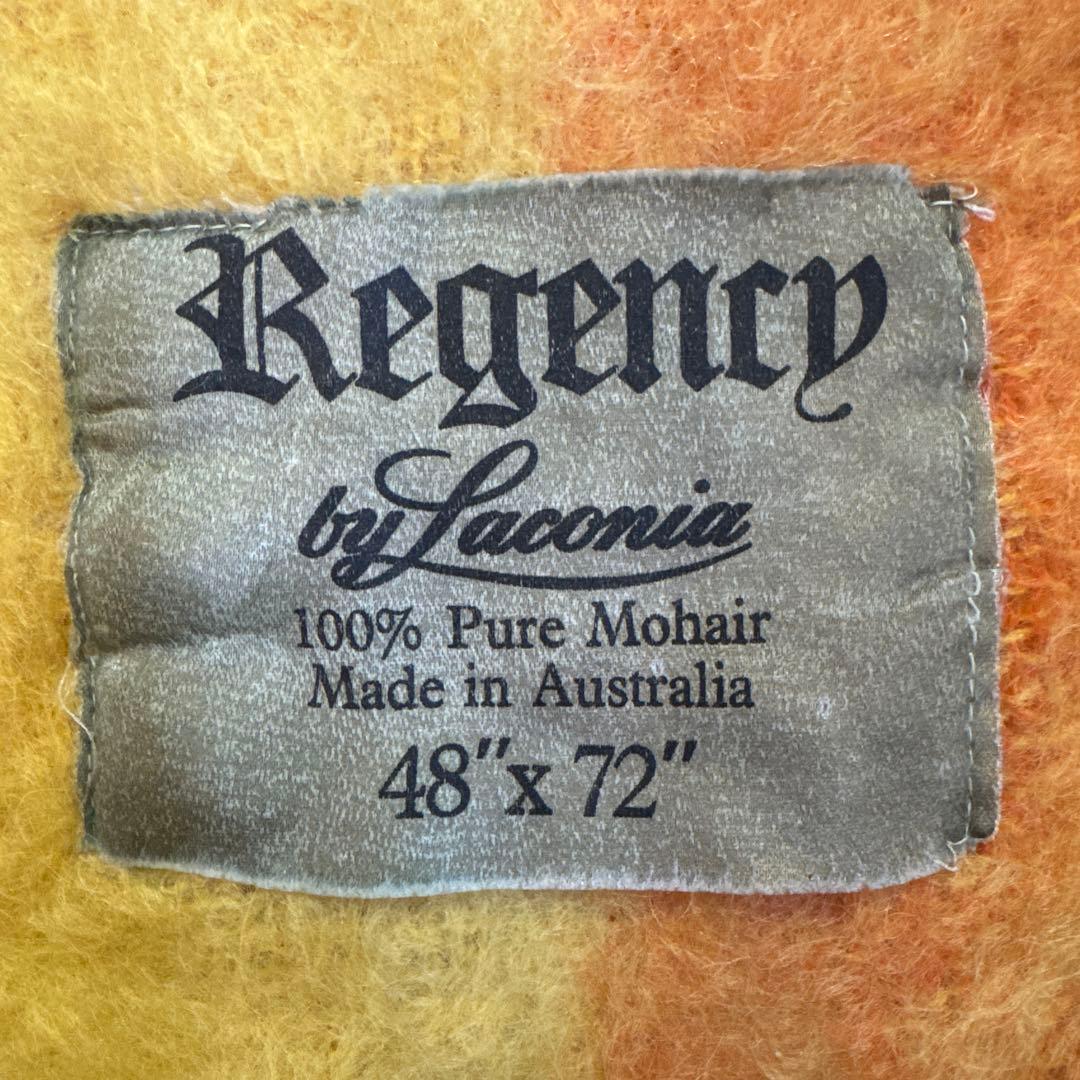 Regency
by Laconia
100% Pure Mohair
Made in Australia
48" x 72"